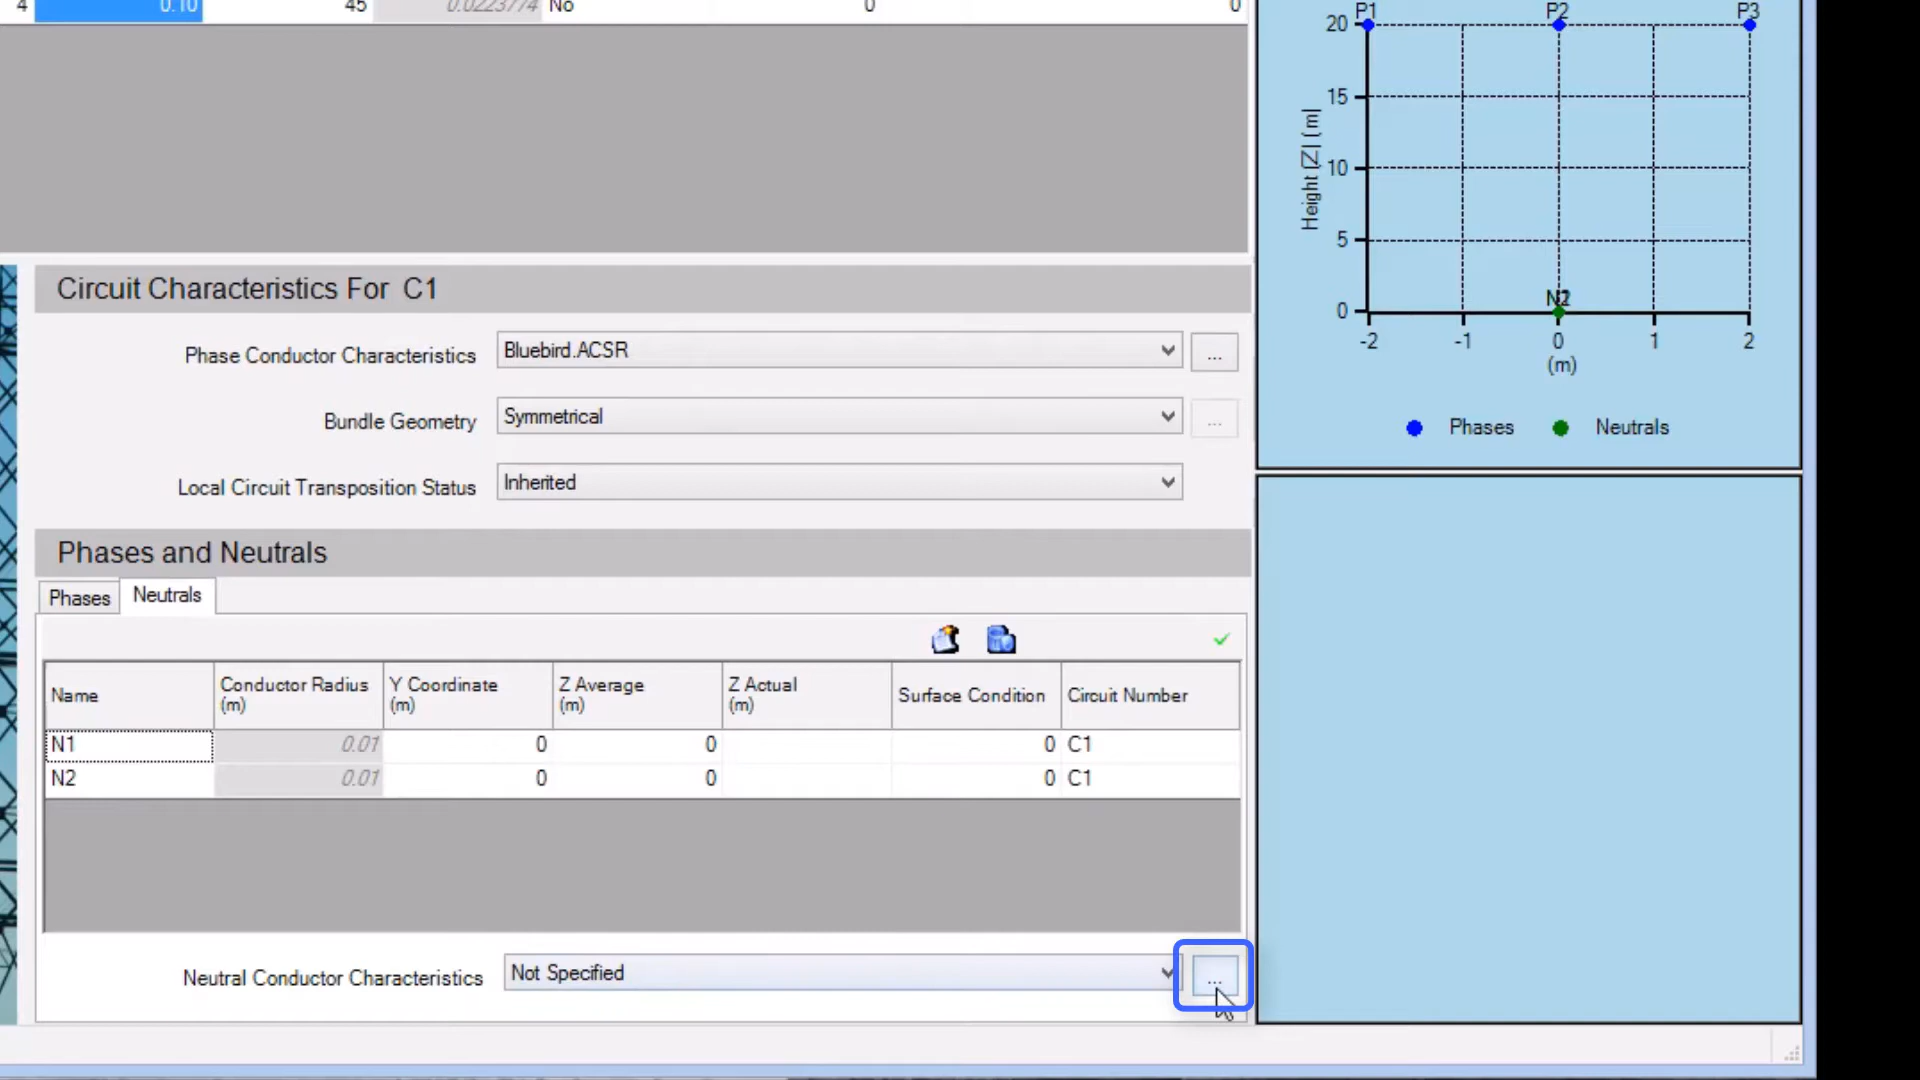 4 0.10 45 0.0223774 No 0 0
P1 P2 P3
20
15
10
5
0
Height |Z| ( m)
N2
-2 -1 0 1 2
(m)
Phases Neutrals
Circuit Characteristics For C1
Phase Conductor Characteristics Bluebird.ACSR ...
Bundle Geometry Symmetrical ...
Local Circuit Transposition Status Inherited
Phases and Neutrals
Phases Neutrals
Name Conductor Radius (m) Y Coordinate (m) Z Average (m) Z Actual (m) Surface Condition Circuit Number
N1 0.01 0 0 0 C1
N2 0.01 0 0 0 C1
Neutral Conductor Characteristics Not Specified ...